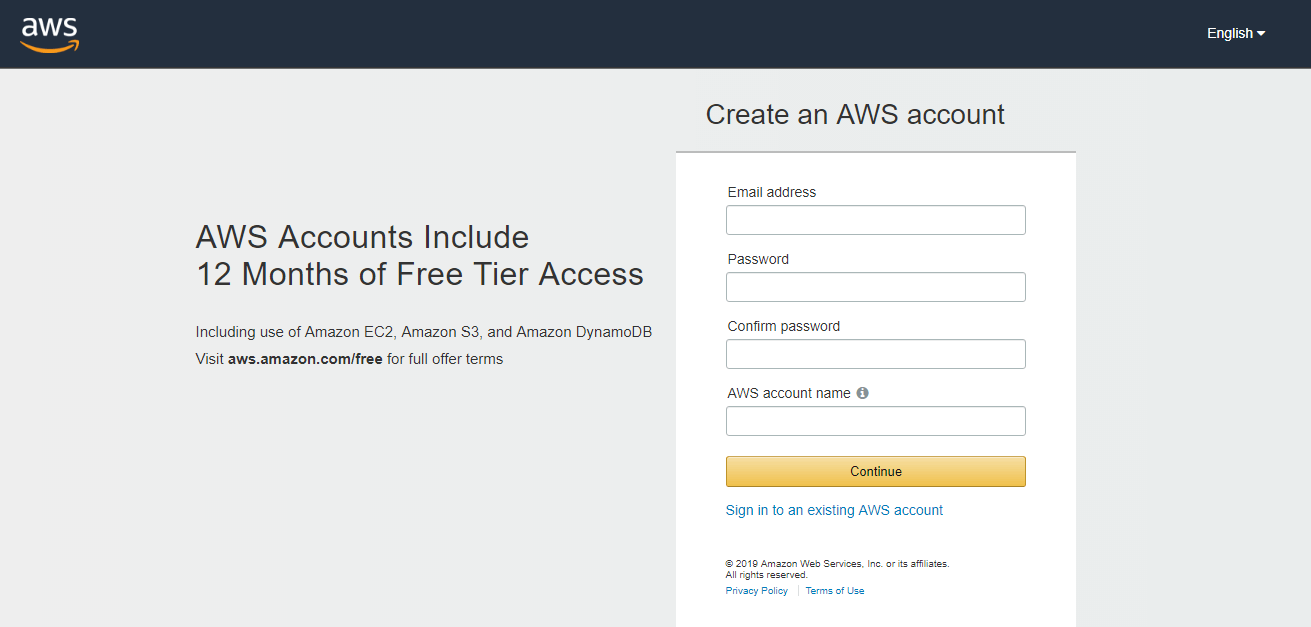 aws
English
Create an AWS account
AWS Accounts Include
12 Months of Free Tier Access
Including use of Amazon EC2, Amazon S3, and Amazon DynamoDB
Visit aws.amazon.com/free for full offer terms
Email address
Password
Confirm password
AWS account name
Continue
Sign in to an existing AWS account
© 2019 Amazon Web Services, Inc. or its affiliates.
All rights reserved.
Privacy Policy | Terms of Use